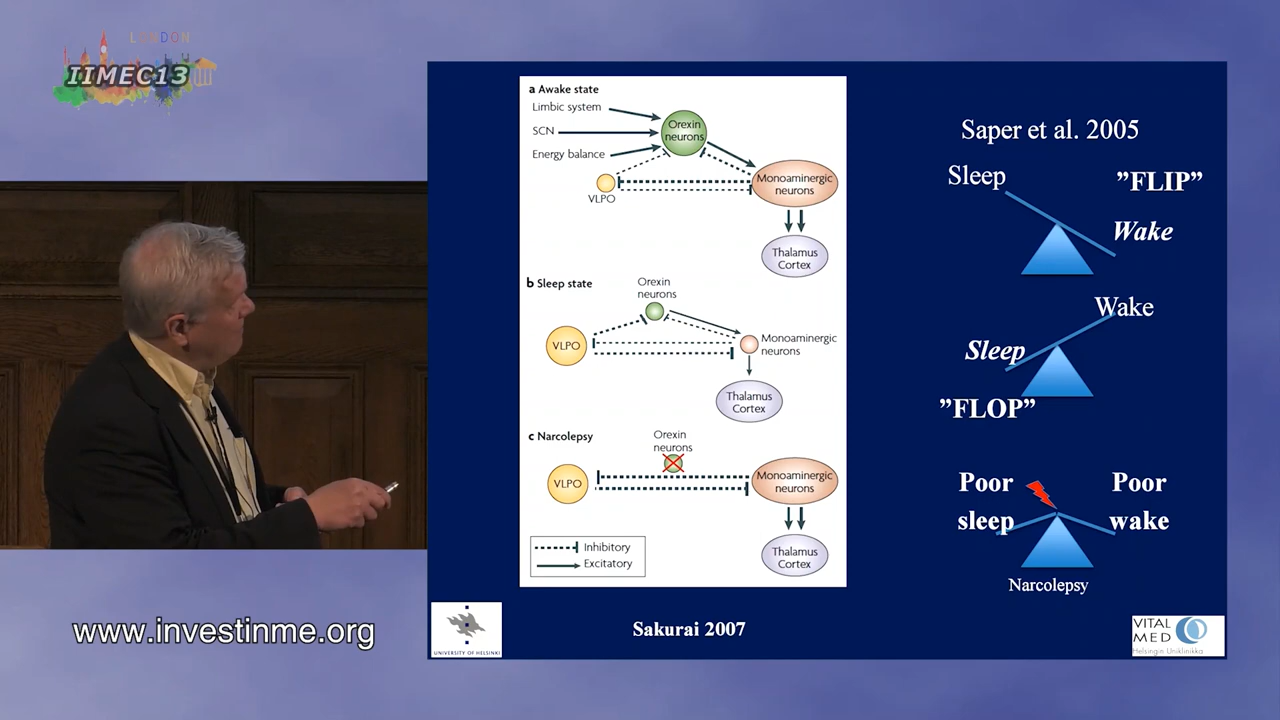 LONDON
IIMEC13
a Awake state
Limbic system
SCN
Energy balance
Orexin
neurons
VLPO
Monoaminergic
neurons
Thalamus
Cortex
b Sleep state
Orexin
neurons
VLPO
Monoaminergic
neurons
Thalamus
Cortex
c Narcolepsy
Orexin
neurons
VLPO
Monoaminergic
neurons
Thalamus
Cortex
Inhibitory
Excitatory
Saper et al. 2005
Sleep
”FLIP”
Wake
Wake
Sleep
”FLOP”
Poor Poor
sleep wake
Narcolepsy
www.investinme.org
UNIVERSITY OF HELSINKI
Sakurai 2007
VITAL
MED
Helsingin Uniklinikka